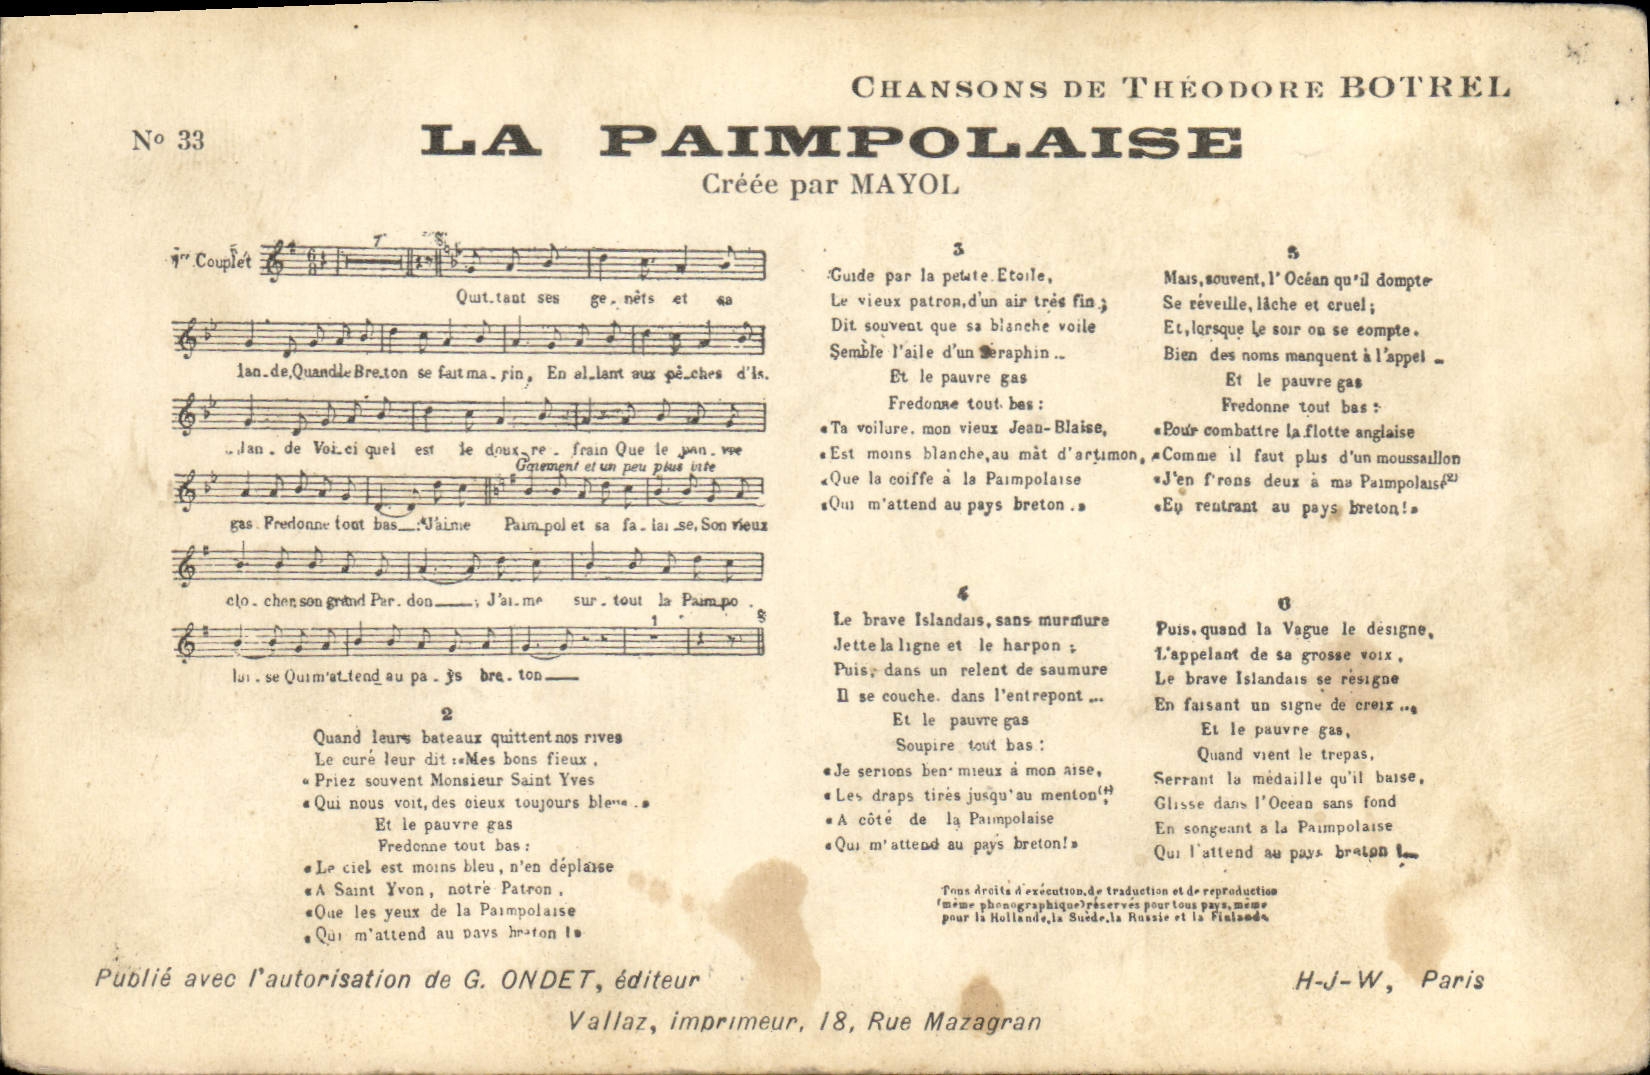 CHANSONS DE THÉODORE BOTREL
Nº 33
LA PAIMPOLAISE
Créée par MAYOL
1er Couplet
7
Quit-tant ses ge-nêts et sa
lan-de, Quand le Bre-ton se fait ma-rin, En al-lant aux pê-ches d'Is-
-lan-de Voi-ci quel est le doux re-frain Que le pau-vre
Gaiement et un peu plus vite
gas Fredonne tout bas : "J'aime Paim-pol et sa fa-lai-se, Son vieux
clo-cher, son grand Par-don ; J'ai-me sur-tout la Paim-po-
1
lai-se Qui m'at-tend au pa-ys bre-ton
2
Quand leurs bateaux quittent nos rives
Le curé leur dit : «Mes bons fieux,
« Priez souvent Monsieur Saint Yves
« Qui nous voit, des cieux toujours bleus.»
Et le pauvre gas
Fredonne tout bas :
« Le ciel est moins bleu, n'en déplaise
« A Saint Yvon, notre Patron,
« Que les yeux de la Paimpolaise
« Qui m'attend au pays breton !»
3
Guide par la petite Etoile,
Le vieux patron, d'un air très fin ;
Dit souvent que sa blanche voile
Semble l'aile d'un Séraphin ..
Et le pauvre gas
Fredonne tout bas :
« Ta voilure, mon vieux Jean-Blaise,
« Est moins blanche, au mât d'artimon,
« Que la coiffe à la Paimpolaise
« Qui m'attend au pays breton .»
4
Le brave Islandais, sans murmure
Jette la ligne et le harpon ;
Puis, dans un relent de saumure
Il se couche dans l'entrepont ...
Et le pauvre gas
Soupire tout bas :
« Je serions ben mieux à mon aise,
« Les draps tirés jusqu'au menton(1),
« A côté de la Paimpolaise
« Qui m'attend au pays breton!»
5
Mais, souvent, l'Océan qu'il dompte
Se réveille, lâche et cruel ;
Et, lorsque le soir on se compte,
Bien des noms manquent à l'appel ..
Et le pauvre gas
Fredonne tout bas :
« Pour combattre la flotte anglaise
« Comme il faut plus d'un moussaillon
« J'en f'rons deux à ma Paimpolaise(2)
« En rentrant au pays breton!»
6
Puis, quand la Vague le désigne,
L'appelant de sa grosse voix,
Le brave Islandais se résigne
En faisant un signe de croix ...
Et le pauvre gas,
Quand vient le trépas,
Serrant la médaille qu'il baise,
Glisse dans l'Océan sans fond
En songeant a la Paimpolaise
Qui l'attend au pays breton !...
Tous droits d'exécution, de traduction et de reproduction
(même phonographique) réservés pour tous pays, même
pour la Hollande, la Suède, la Russie et la Finlande
Publié avec l'autorisation de G. ONDET, éditeur
H-J-W, Paris
Vallaz, imprimeur, 18, Rue Mazagran